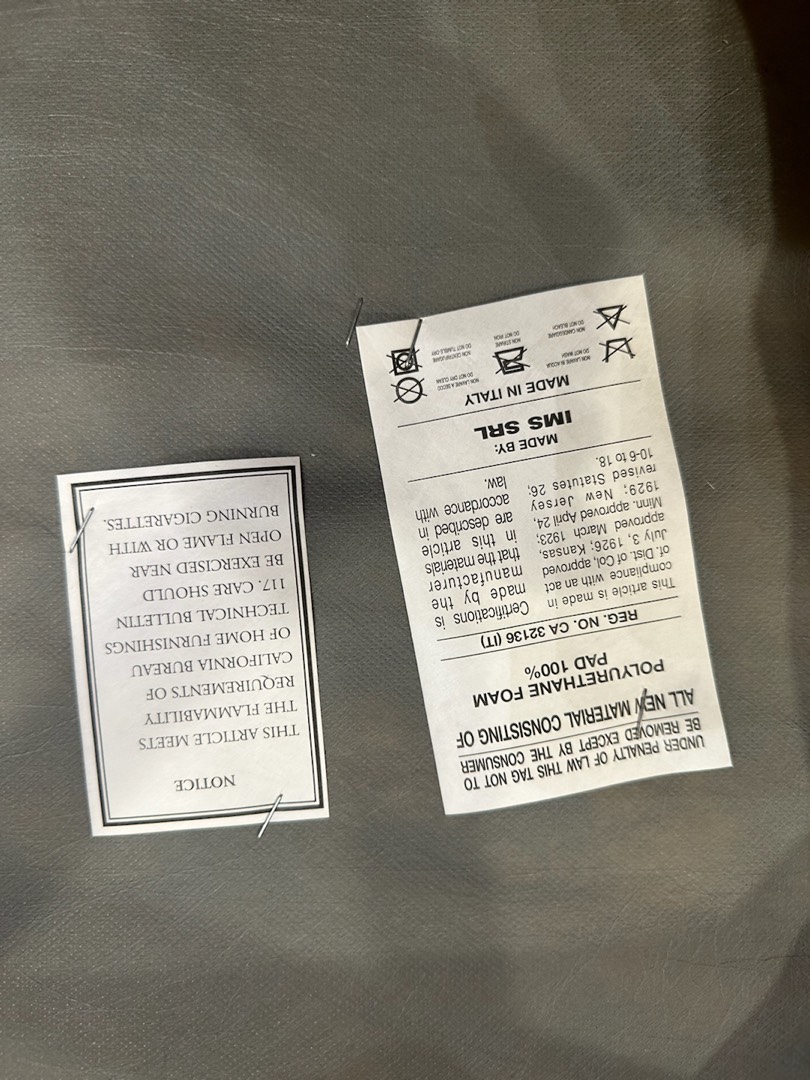 NOTICE
THIS ARTICLE MEETS
THE FLAMMABILITY
REQUIREMENTS OF
CALIFORNIA BUREAU
OF HOME FURNISHINGS
TECHNICAL BULLETIN
117. CARE SHOULD
BE EXERCISED NEAR
OPEN FLAME OR WITH
BURNING CIGARETTES.
UNDER PENALTY OF LAW THIS TAG NOT TO
BE REMOVED EXCEPT BY THE CONSUMER
ALL NEW MATERIAL CONSISTING OF
POLYURETHANE FOAM
PAD 100%
REG. NO. CA 32136 (IT)
This article is made in
compliance with an act
of. Dist. of. Col, approved
July 3, 1926; Kansas,
approved March 1923;
Minn. approved April 24,
1929; New Jersey
revised Statutes 26;
10-6 to 18.
Certifications is
made by the
manufacturer
that the materials
in this article
are described in
accordance with
law.
MADE BY:
IMS SRL
MADE IN ITALY
NON LAVARE IN ACQUA
DO NOT WASH
NON LAVARE A SECCO
DO NOT DRY CLEAN
NON CANDEGGIARE
DO NOT BLEACH
NON STIRARE
DO NOT IRON
NON CENTRIFUGARE
DO NOT TUMBLE DRY